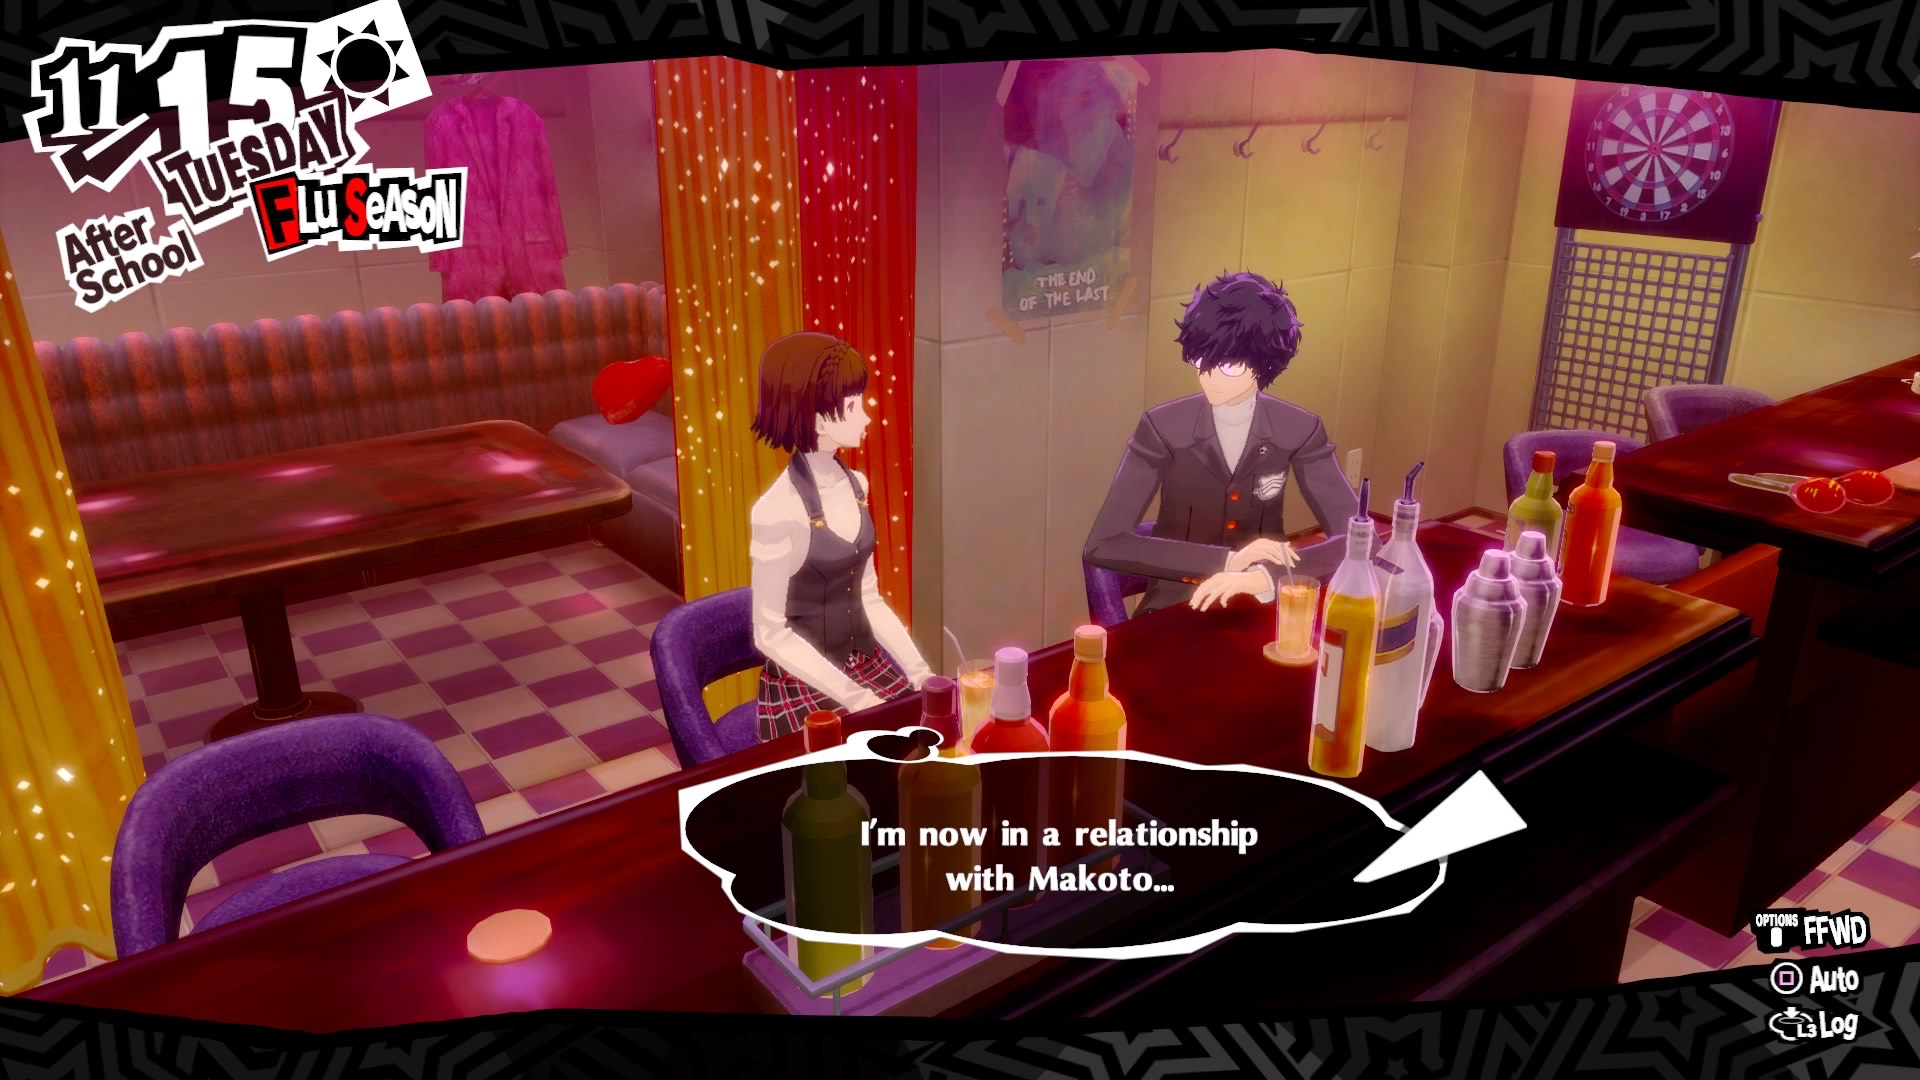 11 15
TUESDAY
FLU SEASON
After
School
THE END
OF THE LAST
I'm now in a relationship
with Makoto...
OPTIONS FFWD
Auto
L3 Log